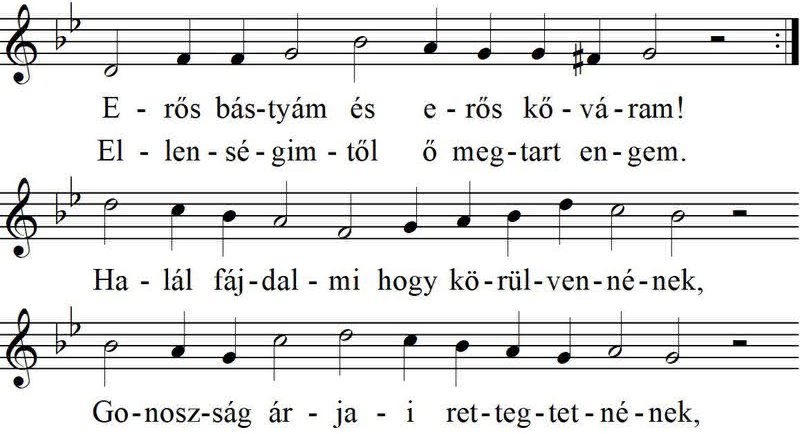 E - rős bás-tyám és e - rős kő - vá - ram!
El - len - sé - gim - től ő meg - tart en - gem.
Ha - lál fáj - dal - mi hogy kö - rül - ven - né - nek,
Go - nosz - ság ár - ja - i ret - teg - tet - né - nek,